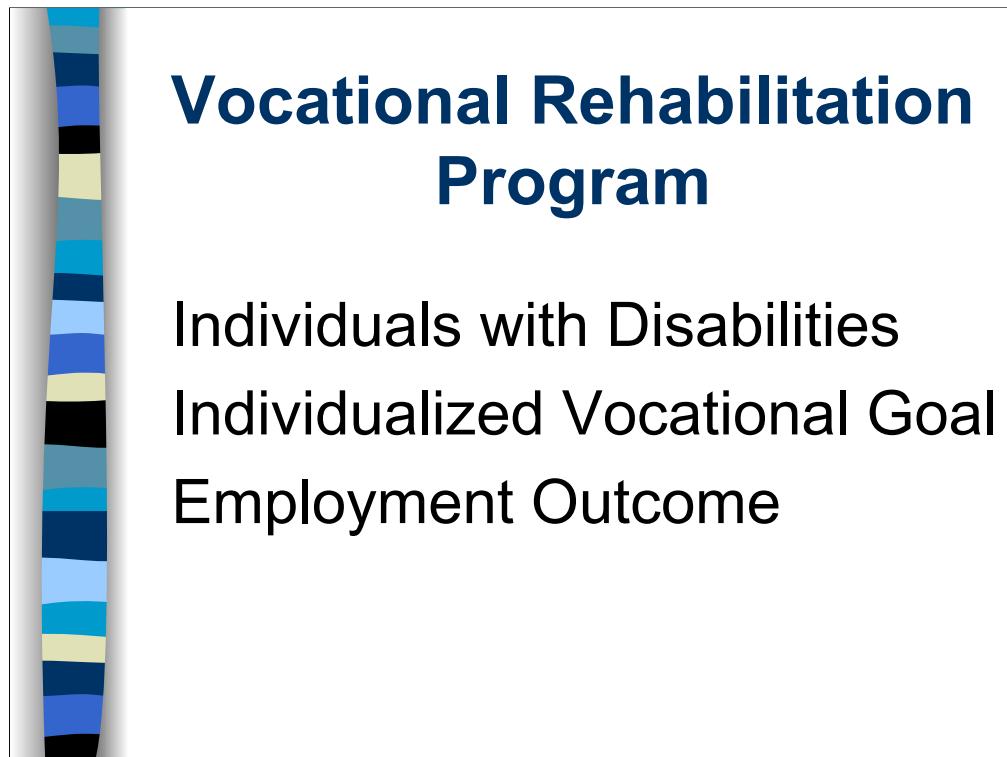 Vocational Rehabilitation
Program
Individuals with Disabilities
Individualized Vocational Goal
Employment Outcome